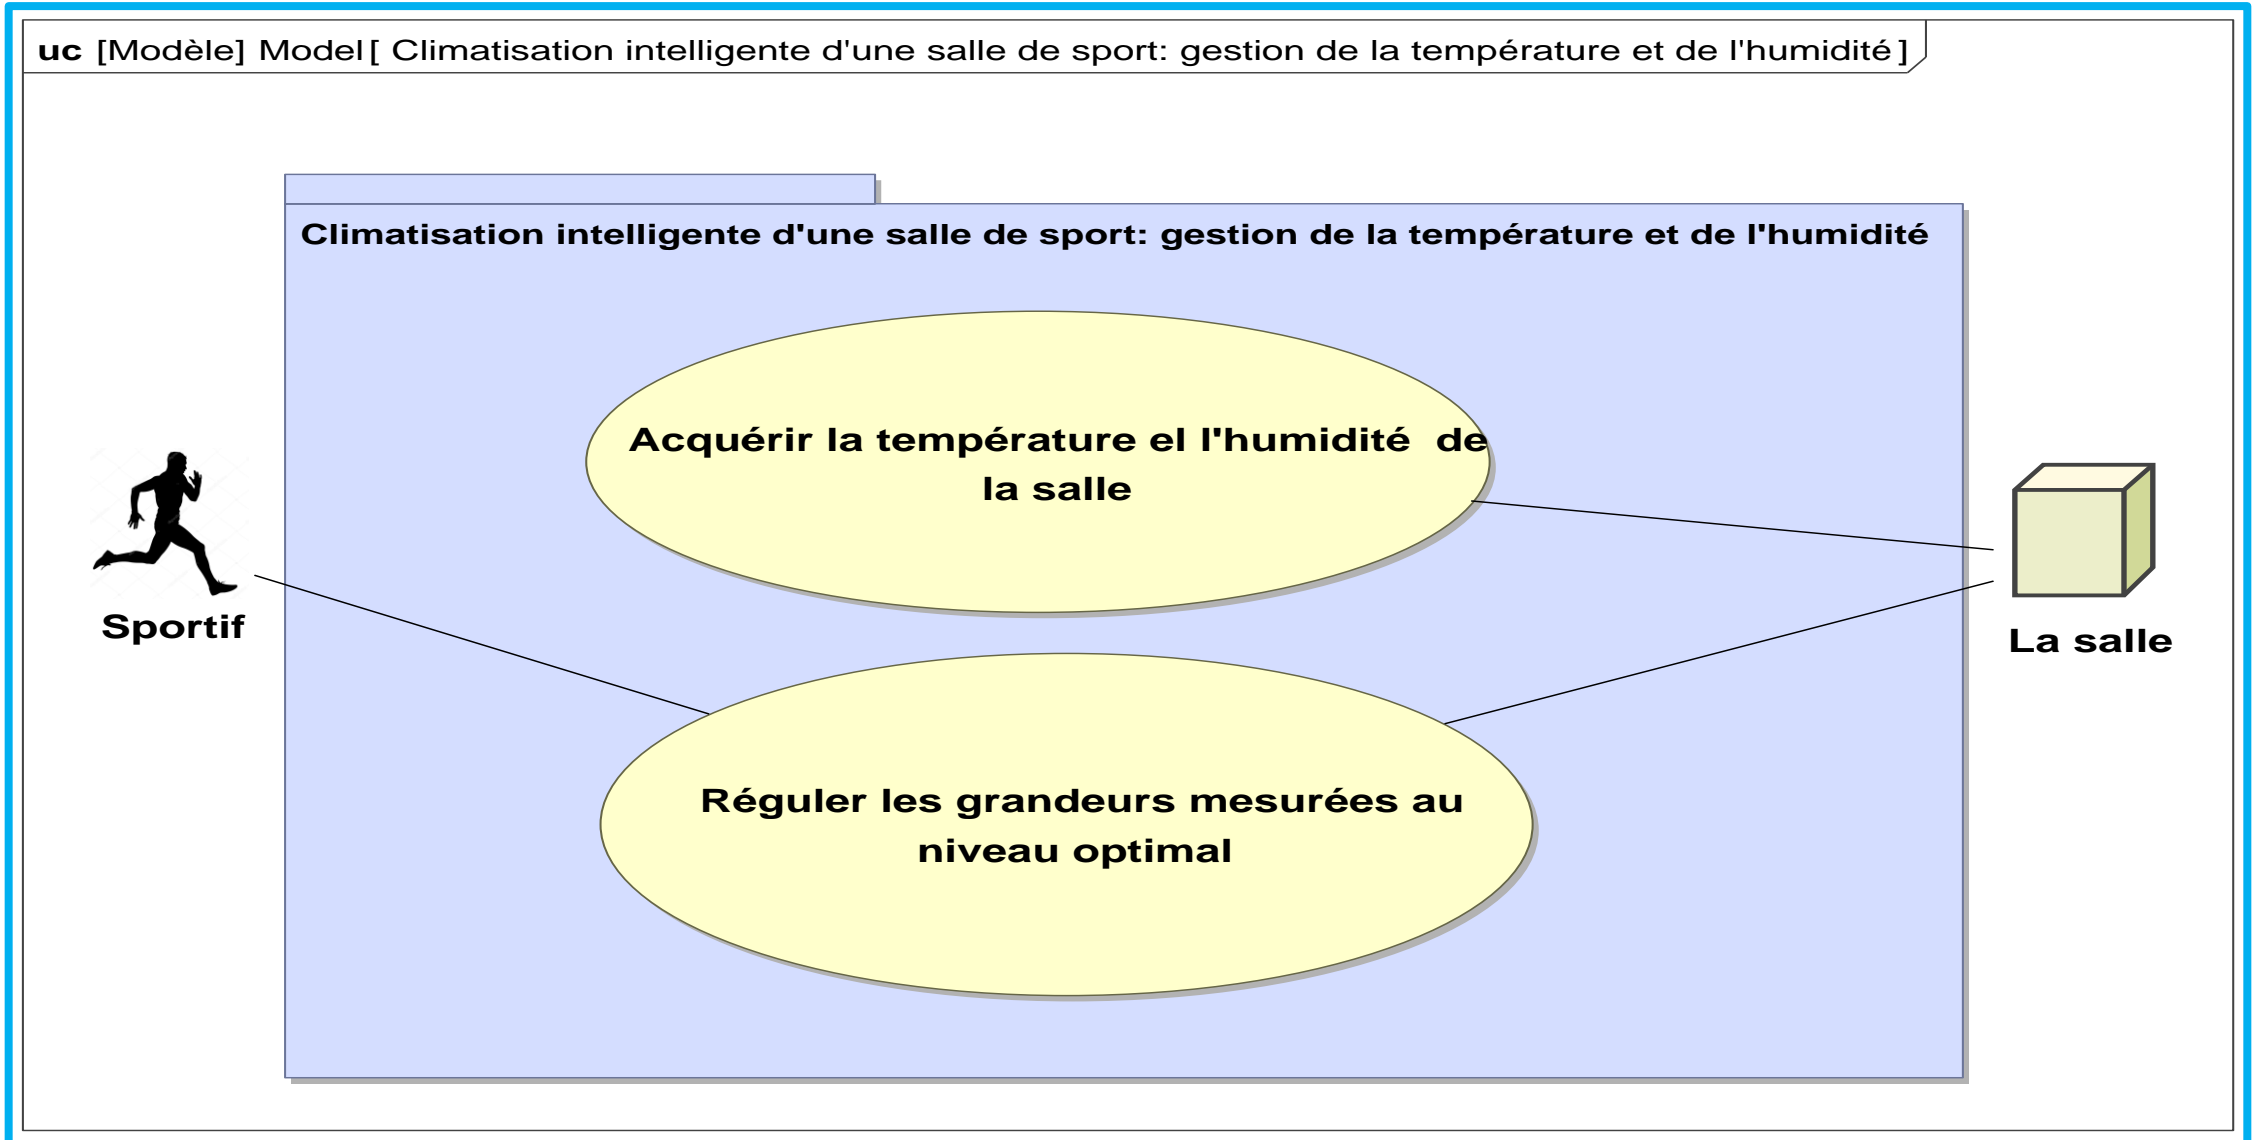 uc [Modèle] Model[ Climatisation intelligente d'une salle de sport: gestion de la température et de l'humidité ]
Climatisation intelligente d'une salle de sport: gestion de la température et de l'humidité
Acquérir la température el l'humidité de
la salle
Sportif
La salle
Réguler les grandeurs mesurées au
niveau optimal